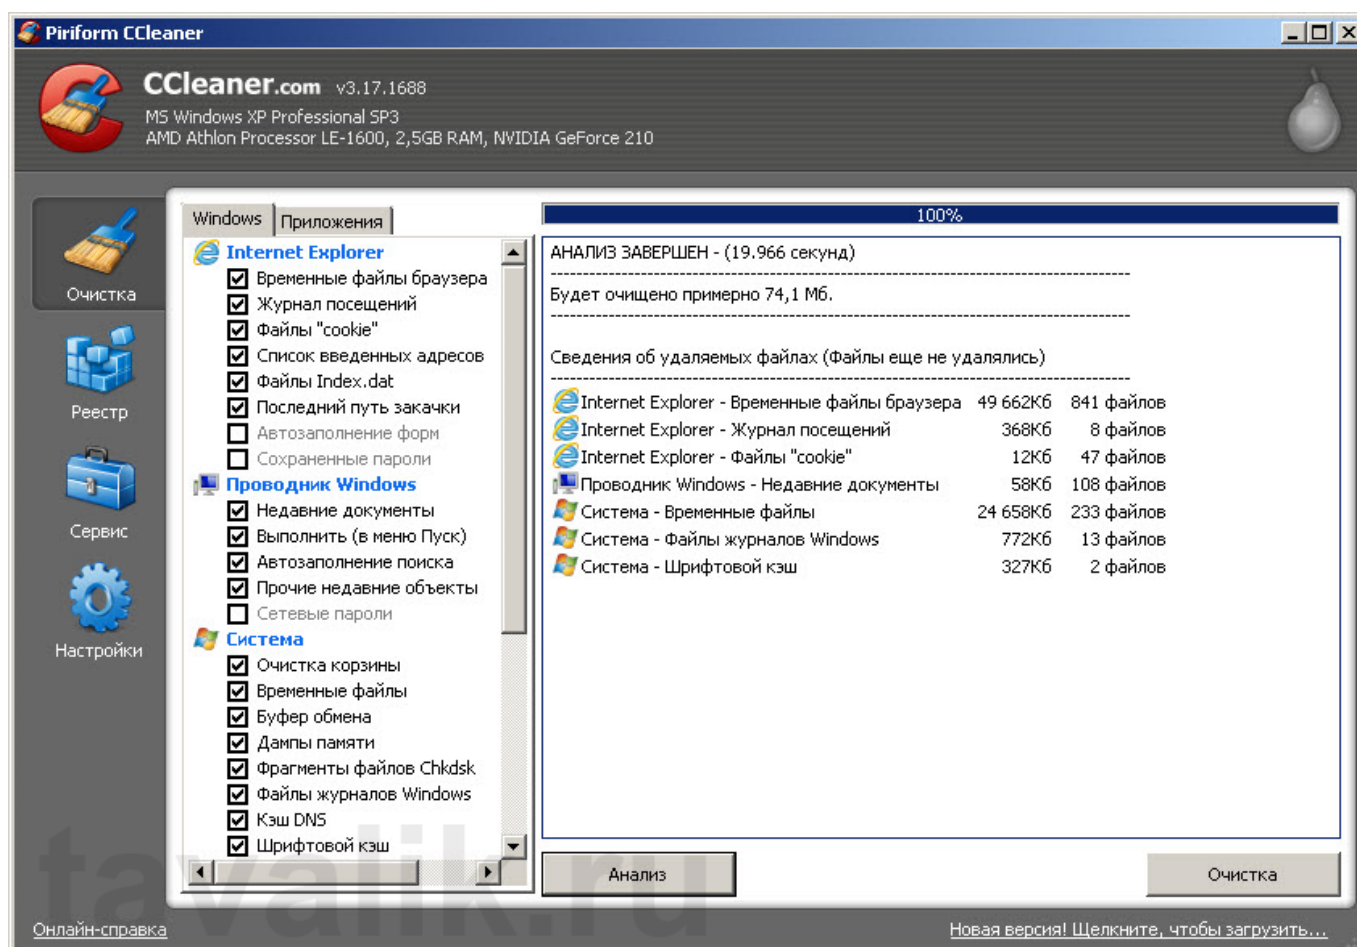 Piriform CCleaner
CCleaner.com v3.17.1688
MS Windows XP Professional SP3
AMD Athlon Processor LE-1600, 2,5GB RAM, NVIDIA GeForce 210
Очистка
Реестр
Сервис
Настройки
Windows
Приложения
Internet Explorer
Временные файлы браузера
Журнал посещений
Файлы "cookie"
Список введенных адресов
Файлы Index.dat
Последний путь закачки
Автозаполнение форм
Сохраненные пароли
Проводник Windows
Недавние документы
Выполнить (в меню Пуск)
Автозаполнение поиска
Прочие недавние объекты
Сетевые пароли
Система
Очистка корзины
Временные файлы
Буфер обмена
Дампы памяти
Фрагменты файлов Chkdsk
Файлы журналов Windows
Кэш DNS
Шрифтовой кэш
100%
АНАЛИЗ ЗАВЕРШЕН - (19.966 секунд)
Будет очищено примерно 74,1 Мб.
Сведения об удаляемых файлах (Файлы еще не удалялись)
Internet Explorer - Временные файлы браузера 49 662Кб 841 файлов
Internet Explorer - Журнал посещений 368Кб 8 файлов
Internet Explorer - Файлы "cookie" 12Кб 47 файлов
Проводник Windows - Недавние документы 58Кб 108 файлов
Система - Временные файлы 24 658Кб 233 файлов
Система - Файлы журналов Windows 772Кб 13 файлов
Система - Шрифтовой кэш 327Кб 2 файлов
Анализ
Очистка
tavalik.ru
Онлайн-справка
Новая версия! Щелкните, чтобы загрузить...